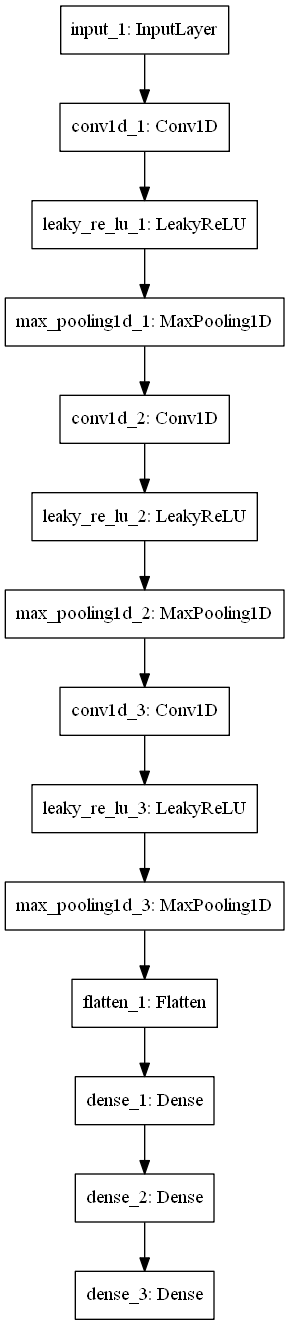 input_1: InputLayer
conv1d_1: Conv1D
leaky_re_lu_1: LeakyReLU
max_pooling1d_1: MaxPooling1D
conv1d_2: Conv1D
leaky_re_lu_2: LeakyReLU
max_pooling1d_2: MaxPooling1D
conv1d_3: Conv1D
leaky_re_lu_3: LeakyReLU
max_pooling1d_3: MaxPooling1D
flatten_1: Flatten
dense_1: Dense
dense_2: Dense
dense_3: Dense